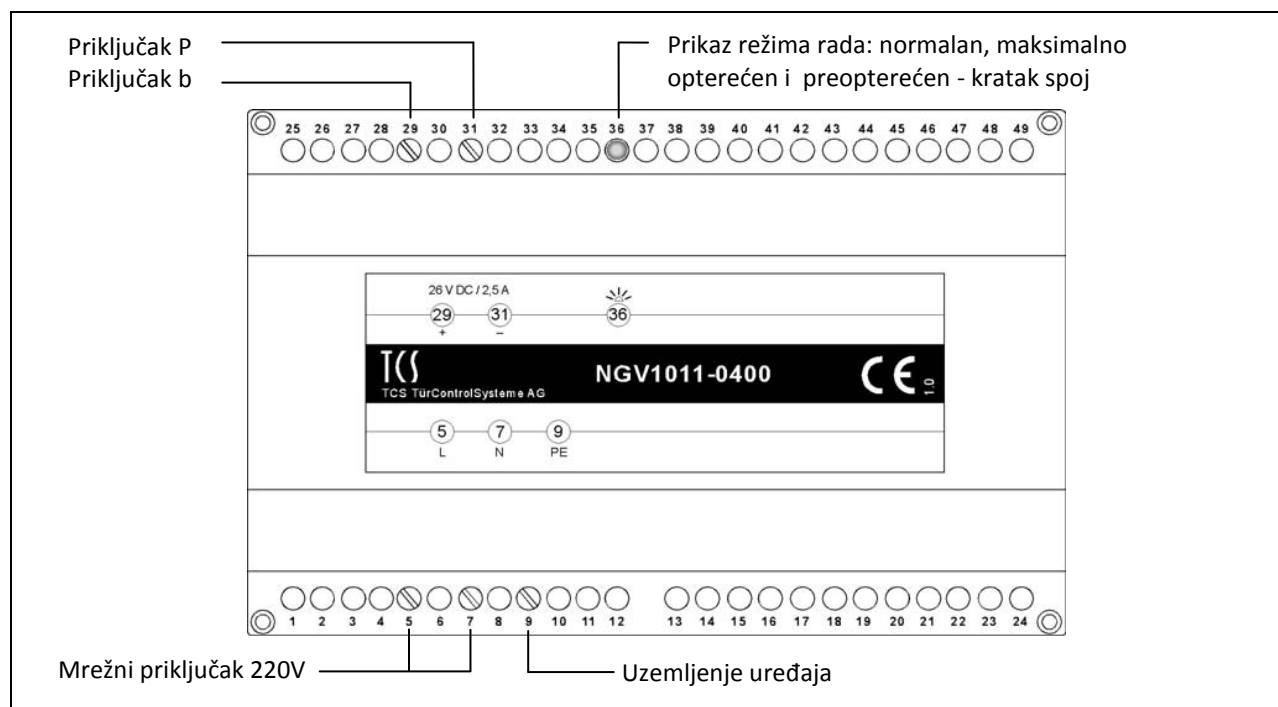 Priključak P
Priključak b
Prikaz režima rada: normalan, maksimalno
opterećen i preopterećen - kratak spoj
25 26 27 28 29 30 31 32 33 34 35 36 37 38 39 40 41 42 43 44 45 46 47 48 49
26 V DC / 2,5 A
29 31 36
+ –
TCS
TCS TürControlSysteme AG
NGV1011-0400
CE
1.0
5 7 9
L N PE
1 2 3 4 5 6 7 8 9 10 11 12 13 14 15 16 17 18 19 20 21 22 23 24
Mrežni priključak 220V
Uzemljenje uređaja